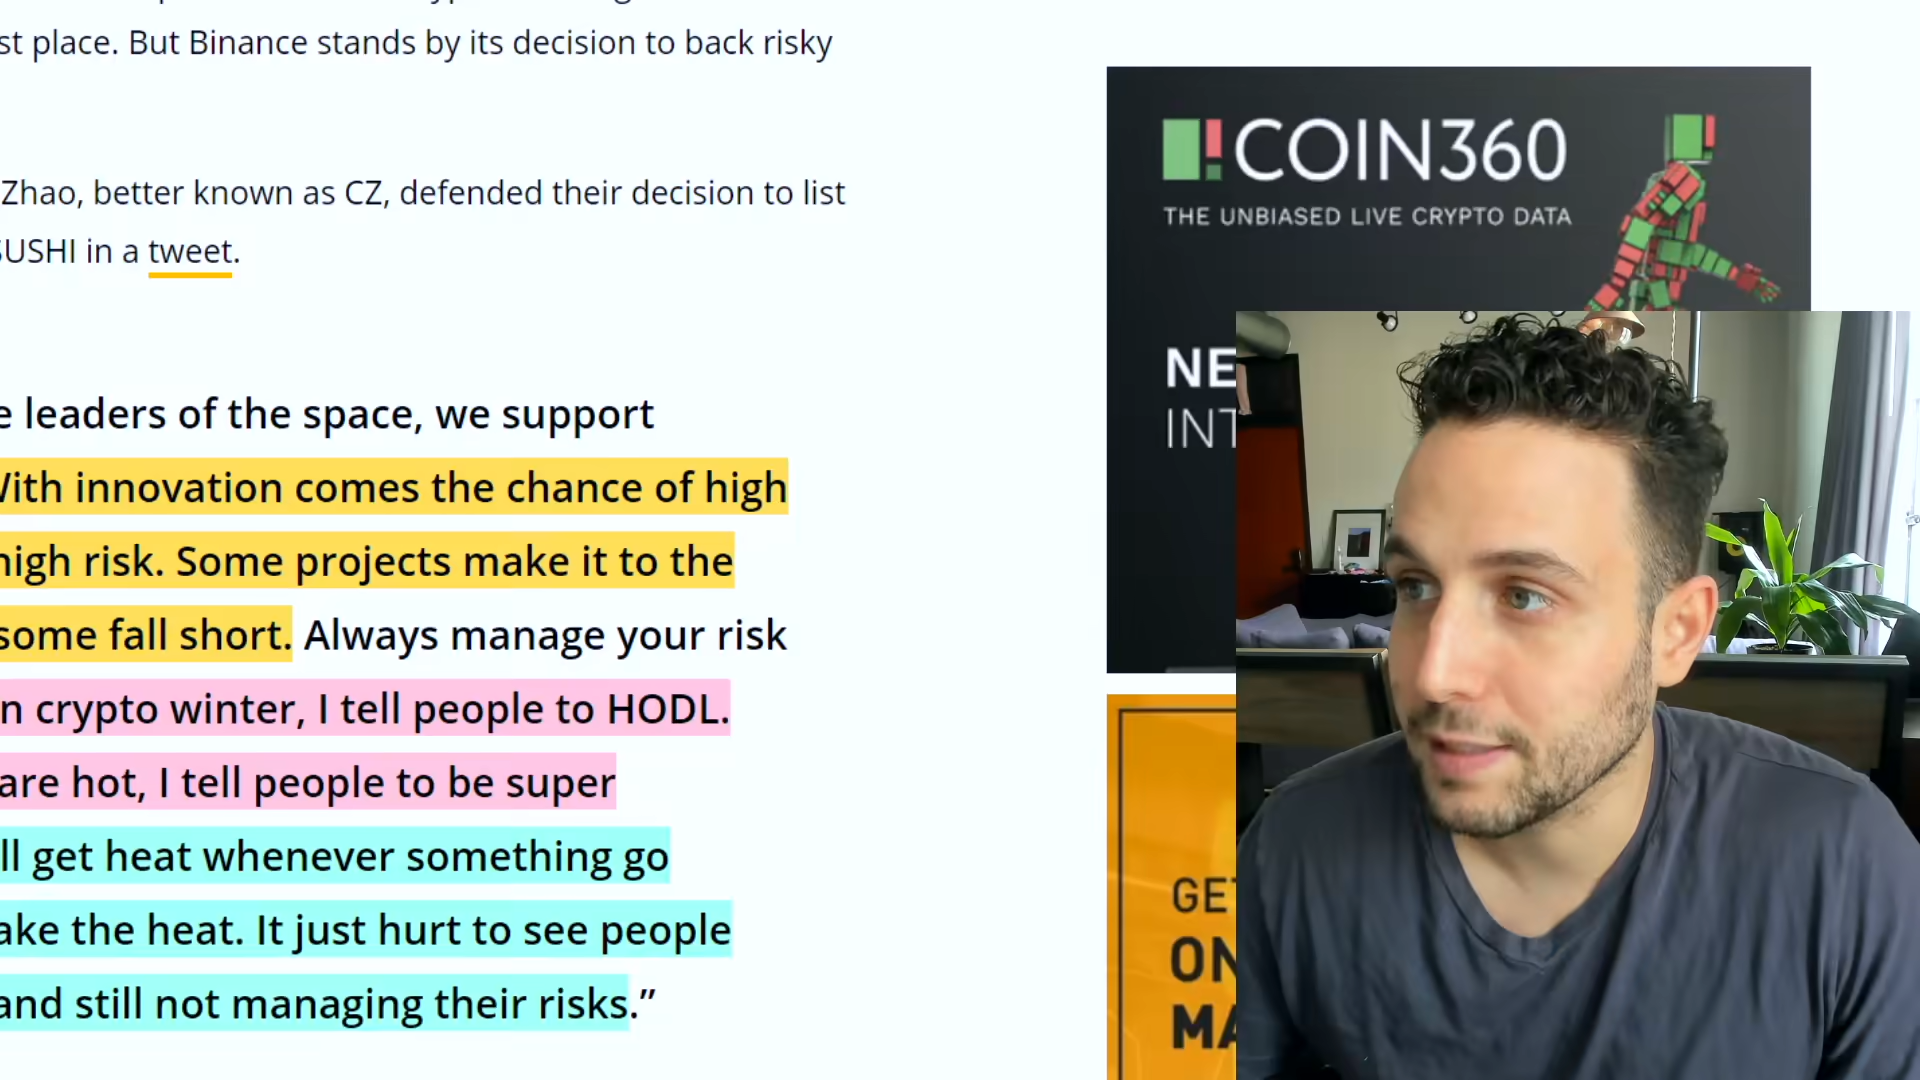 st place. But Binance stands by its decision to back risky
Zhao, better known as CZ, defended their decision to list
SUSHI in a tweet.
e leaders of the space, we support
With innovation comes the chance of high
high risk. Some projects make it to the
some fall short. Always manage your risk
n crypto winter, I tell people to HODL.
are hot, I tell people to be super
ll get heat whenever something go
ake the heat. It just hurt to see people
and still not managing their risks.”
COIN360
THE UNBIASED LIVE CRYPTO DATA
NE
INT
GET
ON
MA